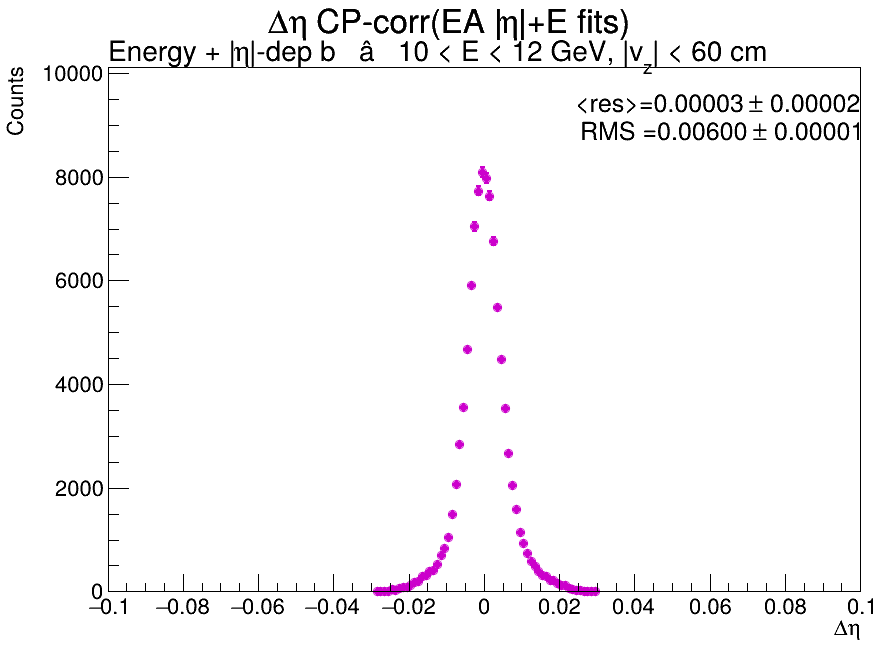 Δη CP-corr(EA |η|+E fits)
Energy + |η|-dep b â 10 < E < 12 GeV, |v_z| < 60 cm
<res>=0.00003 ± 0.00002
RMS =0.00600 ± 0.00001
Counts
10000
8000
6000
4000
2000
0
−0.1 −0.08 −0.06 −0.04 −0.02 0 0.02 0.04 0.06 0.08 0.1
Δη